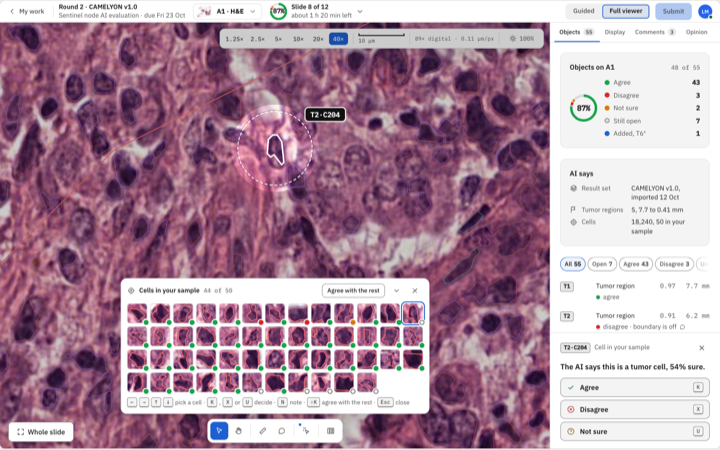 My work
Round 2 · CAMELYON v1.0
Sentinel node AI evaluation · due Fri 23 Oct
A1 · H&E
87%
Slide 8 of 12
about 1 h 20 min left
Guided
Full viewer
Submit
LM
1.25×
2.5×
5×
10×
20×
40×
10 µm
89× digital · 0.11 µm/px
100%
T2-C204
Cells in your sample
44 of 50
Agree with the rest
← → ↑ ↓ pick a cell · K , X or U decide · N note · ⇧K agree with the rest · Esc close
Whole slide
Objects 55
Display
Comments 3
Opinion
Objects on A1
48 of 55
87%
Agree 43
Disagree 3
Not sure 2
Still open 7
Added, T6+ 1
AI says
Result set
CAMELYON v1.0,
imported 12 Oct
Tumor regions
5, 7.7 to 0.41 mm
Cells
18,240, 50 in your
sample
All 55
Open 7
Agree 43
Disagree 3
T1
Tumor region
0.97
7.7 mm
agree
T2
Tumor region
0.91
6.2 mm
disagree · boundary is off
T2-C204
Cell in your sample
The AI says this is a tumor cell, 54% sure.
Agree
K
Disagree
X
Not sure
U